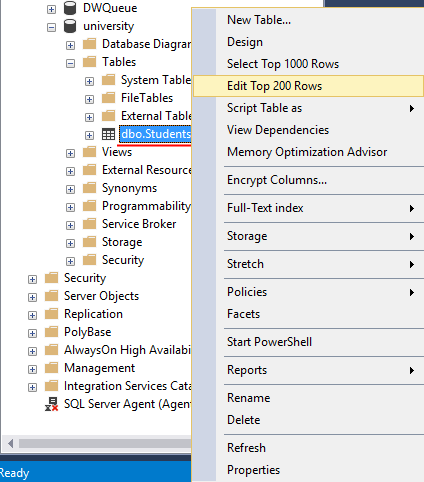 DWQueue
university
Database Diagra
Tables
System Table
FileTables
External Table
dbo.Students
Views
External Resource
Synonyms
Programmability
Service Broker
Storage
Security
Security
Server Objects
Replication
PolyBase
AlwaysOn High Availabi
Management
Integration Services Cata
SQL Server Agent (Agen
Ready
New Table...
Design
Select Top 1000 Rows
Edit Top 200 Rows
Script Table as
View Dependencies
Memory Optimization Advisor
Encrypt Columns...
Full-Text index
Storage
Stretch
Policies
Facets
Start PowerShell
Reports
Rename
Delete
Refresh
Properties